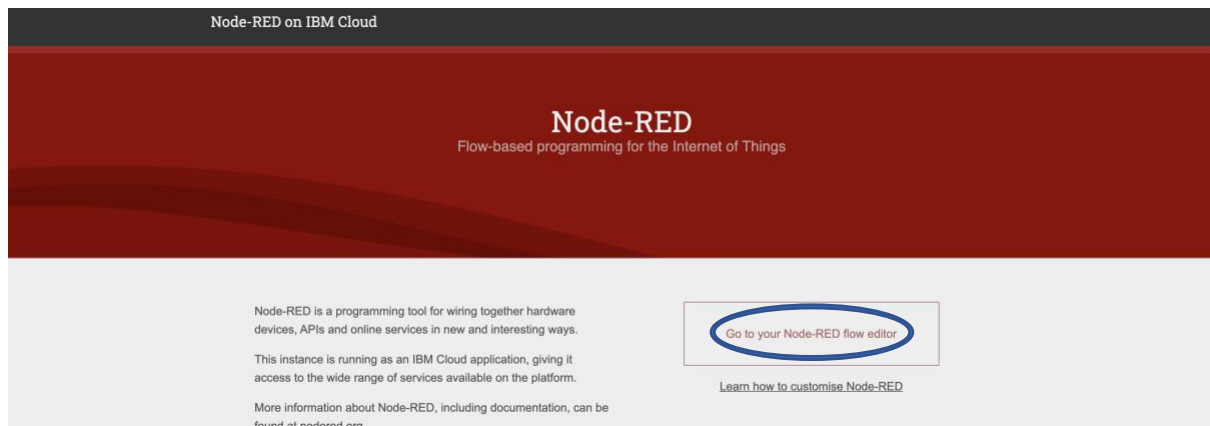 Node-RED on IBM Cloud
Node-RED
Flow-based programming for the Internet of Things
Node-RED is a programming tool for wiring together hardware
devices, APIs and online services in new and interesting ways.
This instance is running as an IBM Cloud application, giving it
access to the wide range of services available on the platform.
More information about Node-RED, including documentation, can be
found at nodered.org
Go to your Node-RED flow editor
Learn how to customise Node-RED